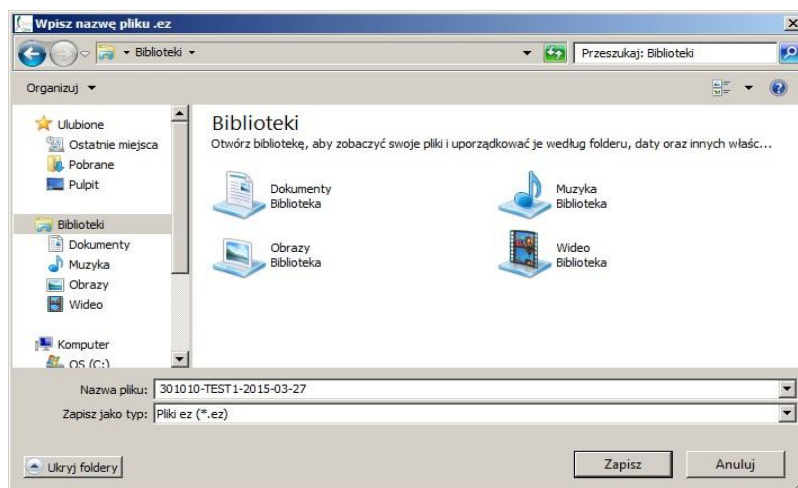 Wpisz nazwę pliku .ez
Biblioteki
Przeszukaj: Biblioteki
Organizuj
Ulubione
Ostatnie miejsca
Pobrane
Pulpit
Biblioteki
Dokumenty
Muzyka
Obrazy
Wideo
Komputer
OS (C:)
Biblioteki
Otwórz bibliotekę, aby zobaczyć swoje pliki i uporządkować je według folderu, daty oraz innych właśc...
Dokumenty
Biblioteka
Muzyka
Biblioteka
Obrazy
Biblioteka
Wideo
Biblioteka
Nazwa pliku: 301010-TEST1-2015-03-27
Zapisz jako typ: Pliki ez (*.ez)
Ukryj foldery
Zapisz
Anuluj